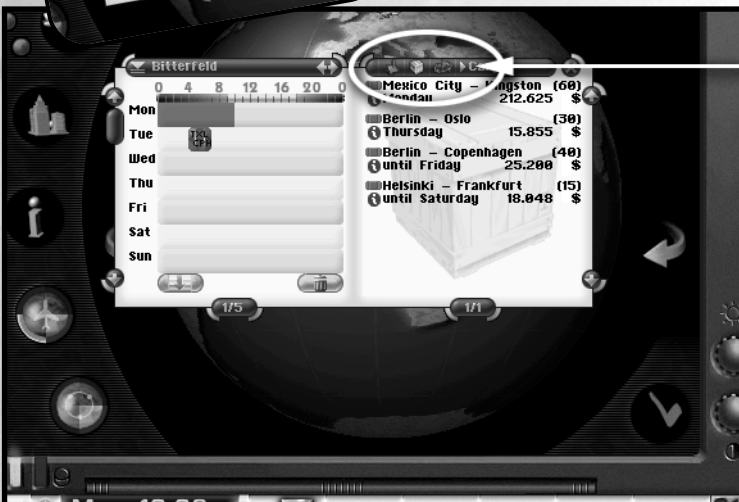 Bitterfeld
0 4 8 12 16 20 0
Mon
Tue
TXL
CPH
Wed
Thu
Fri
Sat
Sun
1/5
Mexico City – Kingston (60)
Monday 212.625 $
Berlin – Oslo (30)
Thursday 15.855 $
Berlin – Copenhagen (40)
until Friday 25.200 $
Helsinki – Frankfurt (15)
until Saturday 18.048 $
1/1